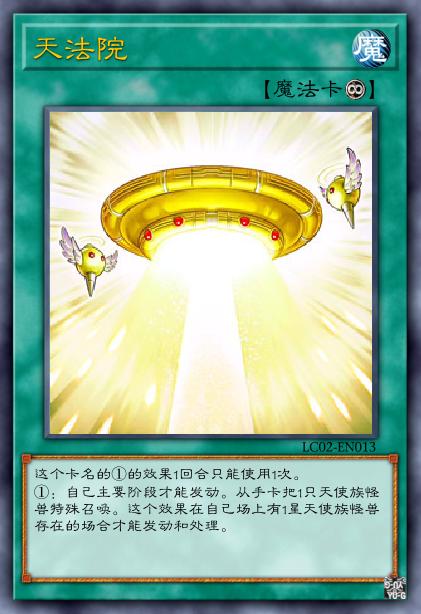 天法院
魔
【魔法卡♾】
LC02-EN013
这个卡名的①的效果1回合只能使用1次。
①：自己主要阶段才能发动。从手卡把1只天使族怪
兽特殊召唤。这个效果在自己场上有1星天使族怪兽
存在的场合才能发动和处理。